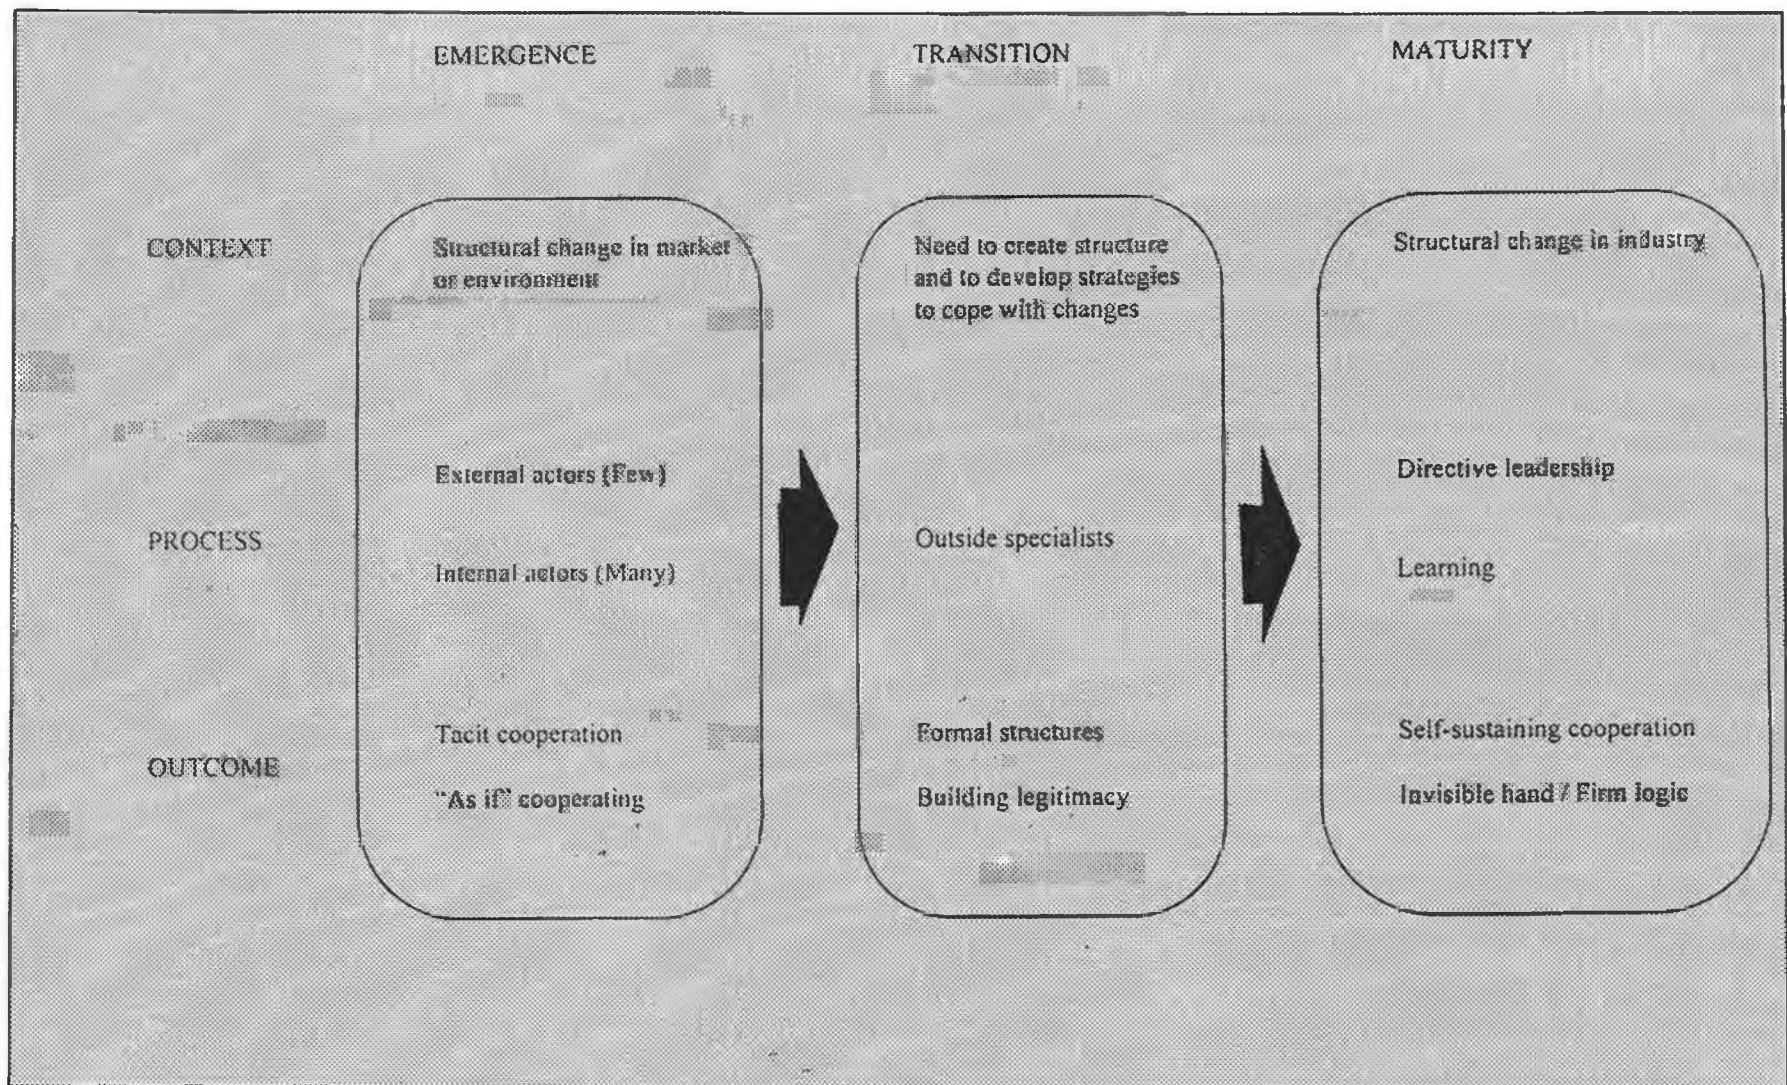 EMERGENCE
TRANSITION
MATURITY
CONTEXT
Structural change in market
or environment
Need to create structure
and to develop strategies
to cope with changes
Structural change in industry
PROCESS
External actors (Few)
Internal actors (Many)
Outside specialists
Directive leadership
Learning
OUTCOME
Tacit cooperation
"As if" cooperating
Formal structures
Building legitimacy
Self-sustaining cooperation
Invisible hand / Firm logic